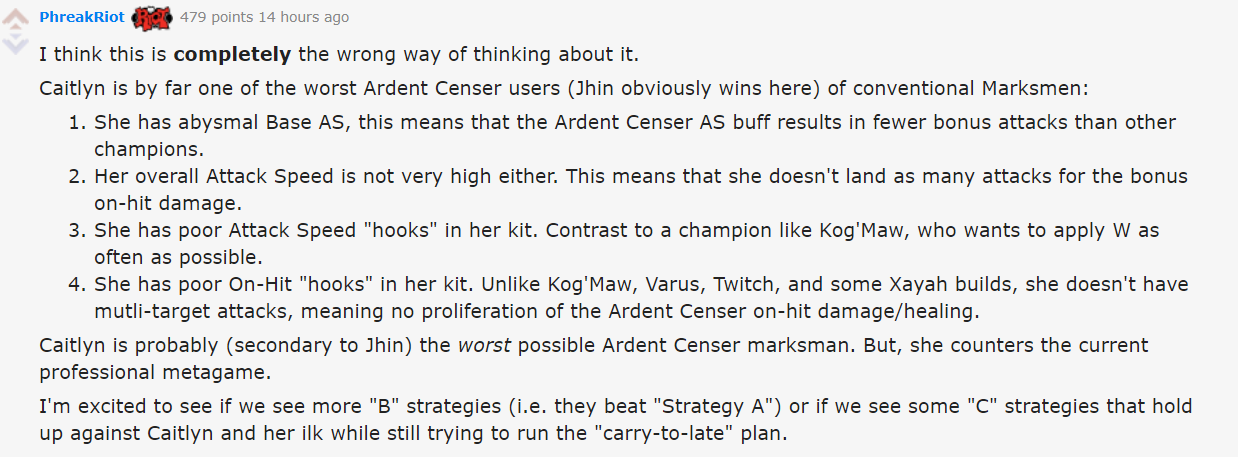 PhreakRiot RIOT 479 points 14 hours ago
I think this is completely the wrong way of thinking about it.
Caitlyn is by far one of the worst Ardent Censer users (Jhin obviously wins here) of conventional Marksmen:
1. She has abysmal Base AS, this means that the Ardent Censer AS buff results in fewer bonus attacks than other
champions.
2. Her overall Attack Speed is not very high either. This means that she doesn't land as many attacks for the bonus
on-hit damage.
3. She has poor Attack Speed "hooks" in her kit. Contrast to a champion like Kog'Maw, who wants to apply W as
often as possible.
4. She has poor On-Hit "hooks" in her kit. Unlike Kog'Maw, Varus, Twitch, and some Xayah builds, she doesn't have
mutli-target attacks, meaning no proliferation of the Ardent Censer on-hit damage/healing.
Caitlyn is probably (secondary to Jhin) the worst possible Ardent Censer marksman. But, she counters the current
professional metagame.
I'm excited to see if we see more "B" strategies (i.e. they beat "Strategy A") or if we see some "C" strategies that hold
up against Caitlyn and her ilk while still trying to run the "carry-to-late" plan.